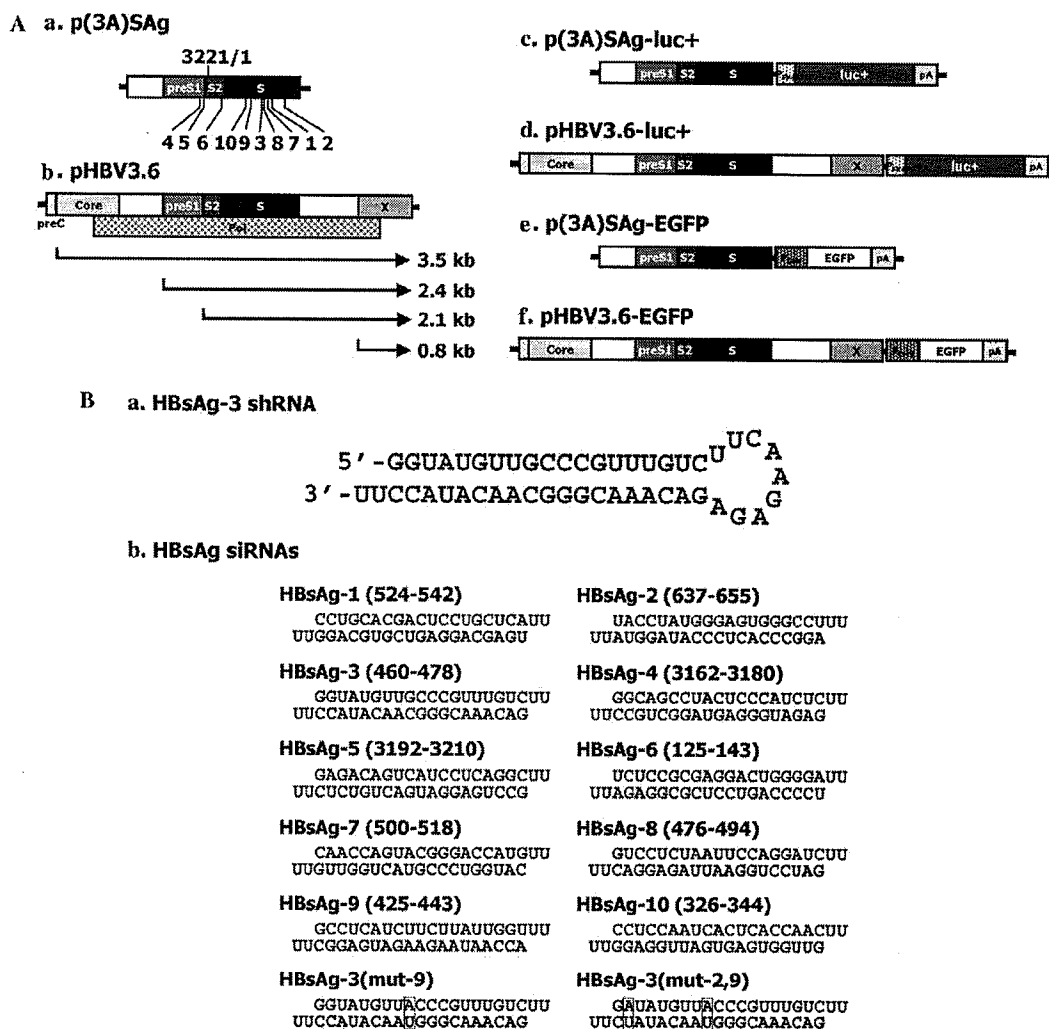 A a. p(3A)SAg
3221/1
preS1 S2 S
4 5 6 10 9 3 8 7 1 2
b. pHBV3.6
Core preS1 S2 S X
preC
Pol
3.5 kb
2.4 kb
2.1 kb
0.8 kb
c. p(3A)SAg-luc+
preS1 S2 S luc+ pA
d. pHBV3.6-luc+
Core preS1 S2 S X luc+ pA
e. p(3A)SAg-EGFP
preS1 S2 S EGFP pA
f. pHBV3.6-EGFP
Core preS1 S2 S X EGFP pA
B a. HBsAg-3 shRNA
5′-GGUAUGUUGCCCGUUUGUCUUCAAGAGA
3′-UUCCAUACAACGGGCAAACAG
b. HBsAg siRNAs
HBsAg-1 (524-542) HBsAg-2 (637-655)
CCUGCACGACUCCUGCUCAUU UACCUAUGGGAGUGGGCCUUU
UUGGACGUGCUGAGGACGAGU UUAUGGAUACCCUCACCCGGA
HBsAg-3 (460-478) HBsAg-4 (3162-3180)
GGUAUGUUGCCCGUUUGUCUU GGCAGCCUACUCCCAUCUCUU
UUCCAUACAACGGGCAAACAG UUCCGUCGGAUGAGGGUAGAG
HBsAg-5 (3192-3210) HBsAg-6 (125-143)
GAGACAGUCAUCCUCAGGCUU UCUCCGCGAGGACUGGGGAUU
UUCUCUGUCAGUAGGAGUCCG UUAGAGGCGCUCCUGACCCCU
HBsAg-7 (500-518) HBsAg-8 (476-494)
CAACCAGUACGGGACCAUGUU GUCCUCUAAUUCCAGGAUCUU
UUGUUGGUCAUGCCCUGGUAC UUCAGGAGAUUAAGGUCCUAG
HBsAg-9 (425-443) HBsAg-10 (326-344)
GCCUCAUCUUCUUAUUGGUUU CCUCCAAUCACUCACCAACUU
UUCGGAGUAGAAGAAUAACCA UUGGAGGUUAGUGAGUGGUUG
HBsAg-3(mut-9) HBsAg-3(mut-2,9)
GGUAUGUUACCCGUUUGUCUU GAUAUGUUACCCGUUUGUCUU
UUCCAUACAAUGGGCAAACAG UUCUAUACAAUGGGCAAACAG